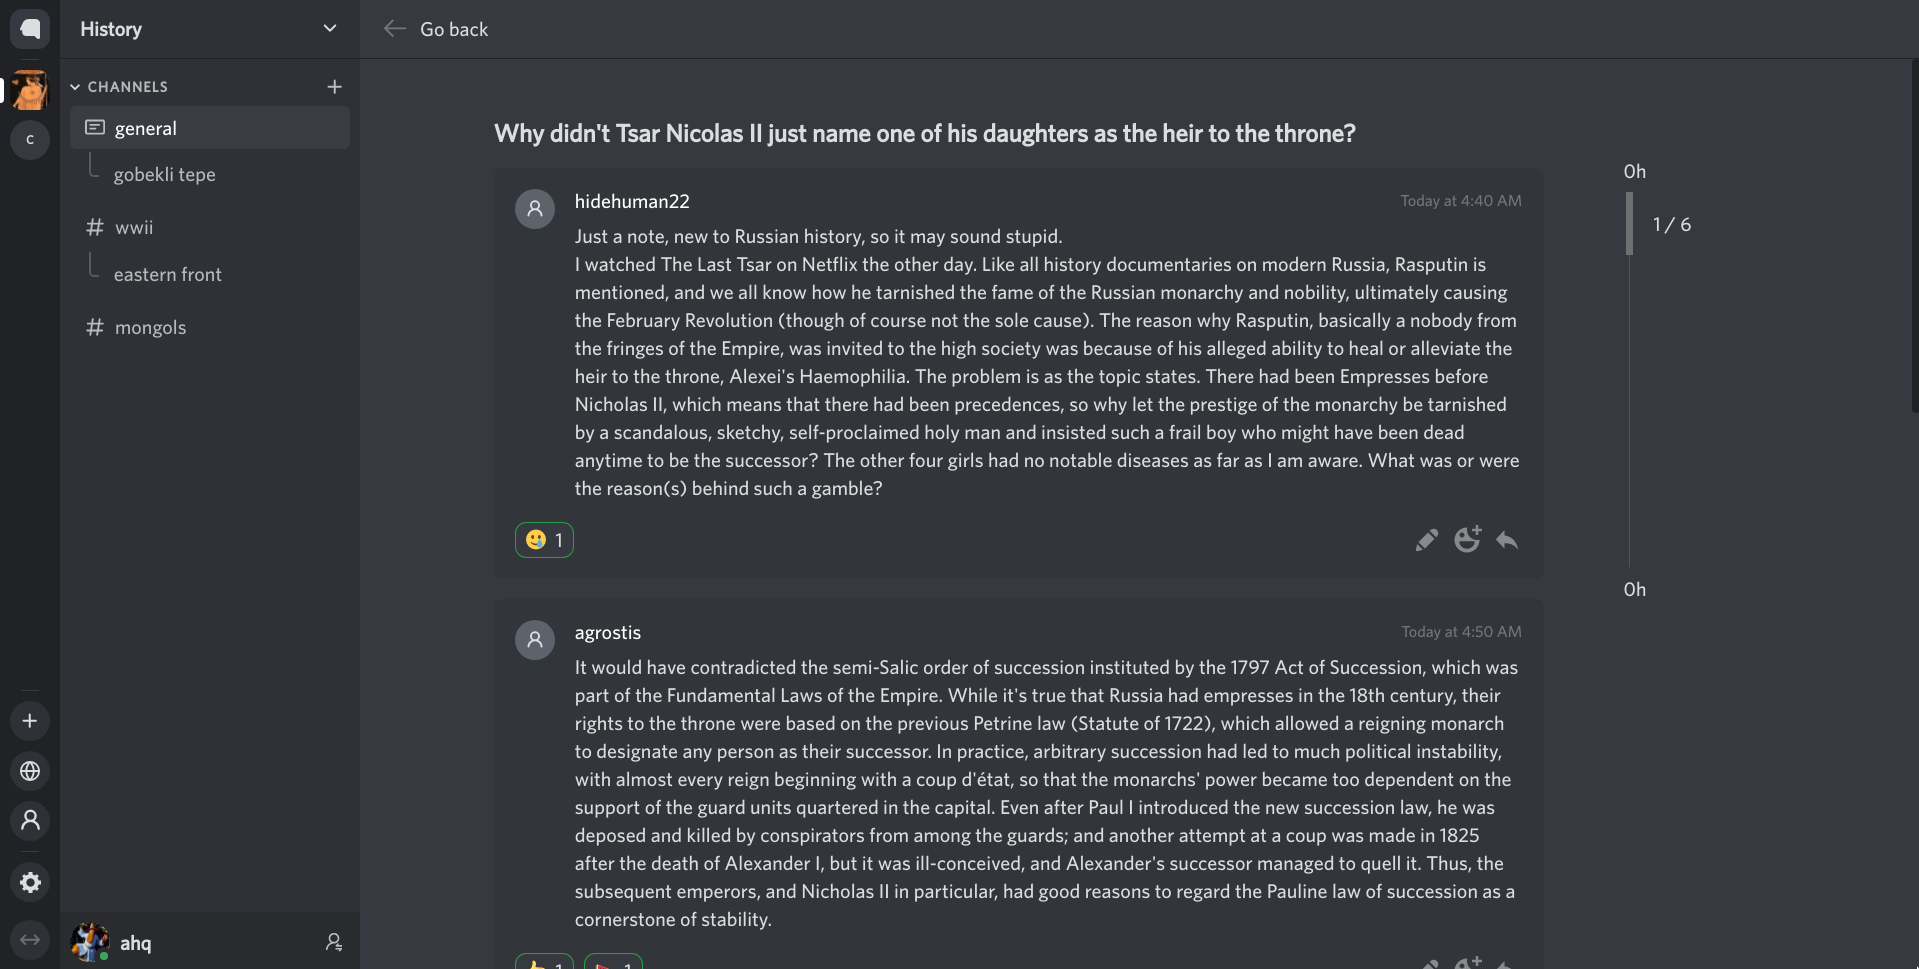 History
Go back
CHANNELS
general
gobekli tepe
wwii
eastern front
mongols
C
ahq
Why didn't Tsar Nicolas II just name one of his daughters as the heir to the throne?
hidehuman22
Today at 4:40 AM
Just a note, new to Russian history, so it may sound stupid.
I watched The Last Tsar on Netflix the other day. Like all history documentaries on modern Russia, Rasputin is
mentioned, and we all know how he tarnished the fame of the Russian monarchy and nobility, ultimately causing
the February Revolution (though of course not the sole cause). The reason why Rasputin, basically a nobody from
the fringes of the Empire, was invited to the high society was because of his alleged ability to heal or alleviate the
heir to the throne, Alexei's Haemophilia. The problem is as the topic states. There had been Empresses before
Nicholas II, which means that there had been precedences, so why let the prestige of the monarchy be tarnished
by a scandalous, sketchy, self-proclaimed holy man and insisted such a frail boy who might have been dead
anytime to be the successor? The other four girls had no notable diseases as far as I am aware. What was or were
the reason(s) behind such a gamble?
1
agrostis
Today at 4:50 AM
It would have contradicted the semi-Salic order of succession instituted by the 1797 Act of Succession, which was
part of the Fundamental Laws of the Empire. While it's true that Russia had empresses in the 18th century, their
rights to the throne were based on the previous Petrine law (Statute of 1722), which allowed a reigning monarch
to designate any person as their successor. In practice, arbitrary succession had led to much political instability,
with almost every reign beginning with a coup d'état, so that the monarchs' power became too dependent on the
support of the guard units quartered in the capital. Even after Paul I introduced the new succession law, he was
deposed and killed by conspirators from among the guards; and another attempt at a coup was made in 1825
after the death of Alexander I, but it was ill-conceived, and Alexander's successor managed to quell it. Thus, the
subsequent emperors, and Nicholas II in particular, had good reasons to regard the Pauline law of succession as a
cornerstone of stability.
1
1
0h
1 / 6
0h